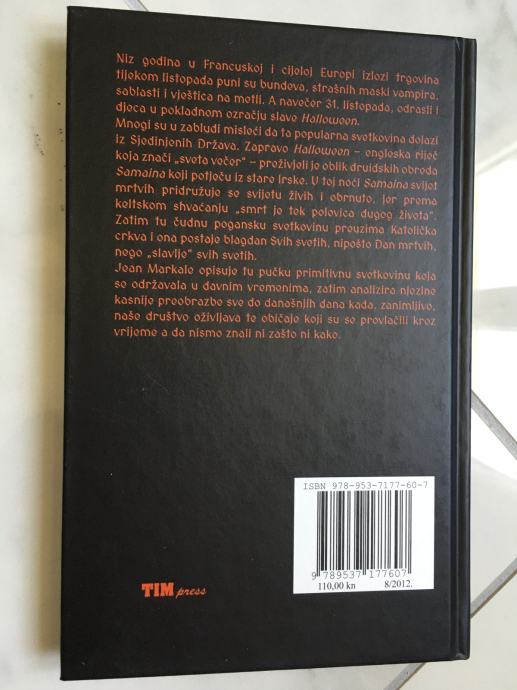 Niz godina u Francuskoj i cijeloj Europi izlozi trgovina
tijekom listopada puni su bundeva, strašnih maski vampira,
sablasti i vještica na metli. A navečer 31. listopada, odrasli i
djeca u pokladnom ozračju slave Halloween.
Mnogi su u zabludi misleći da ta popularna svetkovina dolazi
iz Sjedinjenih Država. Zapravo Halloween – engleska riječ
koja znači „sveta večer“ – preživjeli je oblik druidskih obreda
Samaina koji potječu iz stare Irske. U toj noći Samaina svijet
mrtvih pridružuje se svijetu živih i obrnuto, jer prema
keltskom shvaćanju „smrt je tek polovica dugog života“.
Zatim tu čudnu pogansku svetkovinu preuzima Katolička
crkva i ona postaje blagdan Svih svetih, nipošto Dan mrtvih,
nego „slavlje“ svih svetih.
Jean Markale opisuje tu pučku primitivnu svetkovinu koja
se održavala u davnim vremenima, zatim analizira njezine
kasnije preobrazbe sve do današnjih dana kada, zanimljivo,
naše društvo oživljava te običaje koji su se provlačili kroz
vrijeme a da nismo znali ni zašto ni kako.
ISBN 978-953-7177-60-7
9 789537 177607
110,00 kn 8/2012.
TIM press